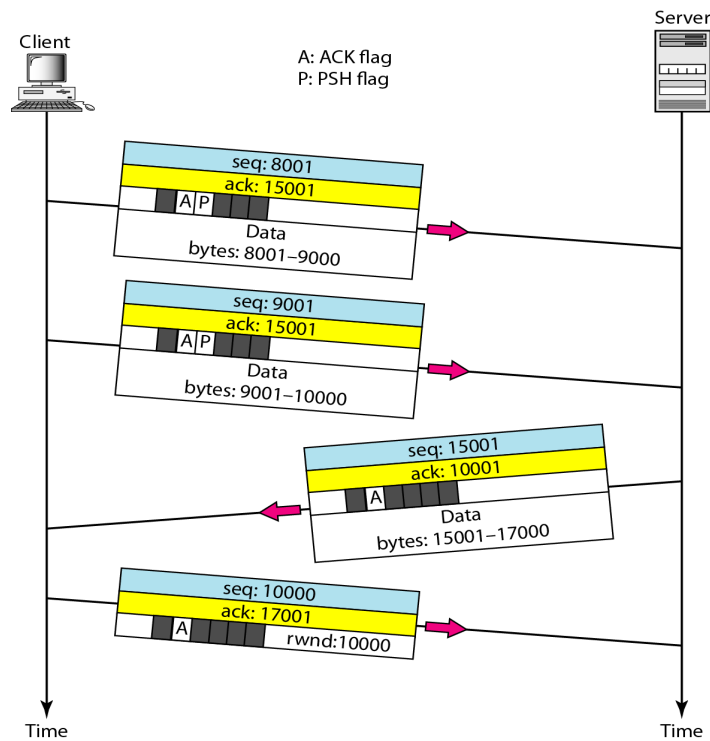 Client
Server
A: ACK flag
P: PSH flag
seq: 8001
ack: 15001
A P
Data
bytes: 8001–9000
seq: 9001
ack: 15001
A P
Data
bytes: 9001–10000
seq: 15001
ack: 10001
A
Data
bytes: 15001–17000
seq: 10000
ack: 17001
A rwnd:10000
Time
Time